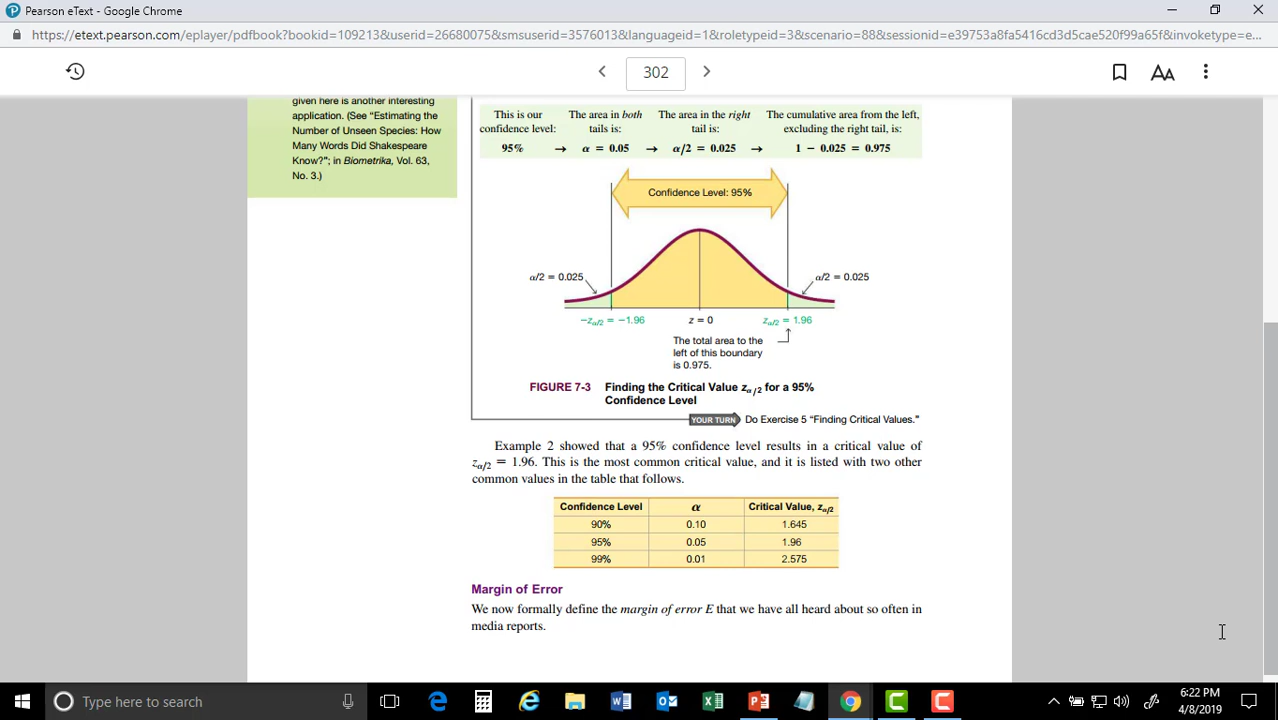 Pearson eText - Google Chrome
https://etext.pearson.com/eplayer/pdfbook?bookid=109213&userid=26680075&smsuserid=3576013&languageid=1&roletypeid=3&scenario=88&sessionid=e39753a8fa5416cd3d5cae520f99a65f&invoketype=e...
302
AA
given here is another interesting
application. (See “Estimating the
Number of Unseen Species: How
Many Words Did Shakespeare
Know?”; in Biometrika, Vol. 63,
No. 3.)
This is our
confidence level:
95%
→
The area in both
tails is:
α = 0.05
→
The area in the right
tail is:
α/2 = 0.025
→
The cumulative area from the left,
excluding the right tail, is:
1 − 0.025 = 0.975
Confidence Level: 95%
α/2 = 0.025
α/2 = 0.025
−zα/2 = −1.96
z = 0
zα/2 = 1.96
The total area to the
left of this boundary
is 0.975.
FIGURE 7-3 Finding the Critical Value zα/2 for a 95%
Confidence Level
YOUR TURN Do Exercise 5 “Finding Critical Values.”
Example 2 showed that a 95% confidence level results in a critical value of
zα/2 = 1.96. This is the most common critical value, and it is listed with two other
common values in the table that follows.
Confidence Level α Critical Value, zα/2
90% 0.10 1.645
95% 0.05 1.96
99% 0.01 2.575
Margin of Error
We now formally define the margin of error E that we have all heard about so often in
media reports.
Type here to search
6:22 PM
4/8/2019